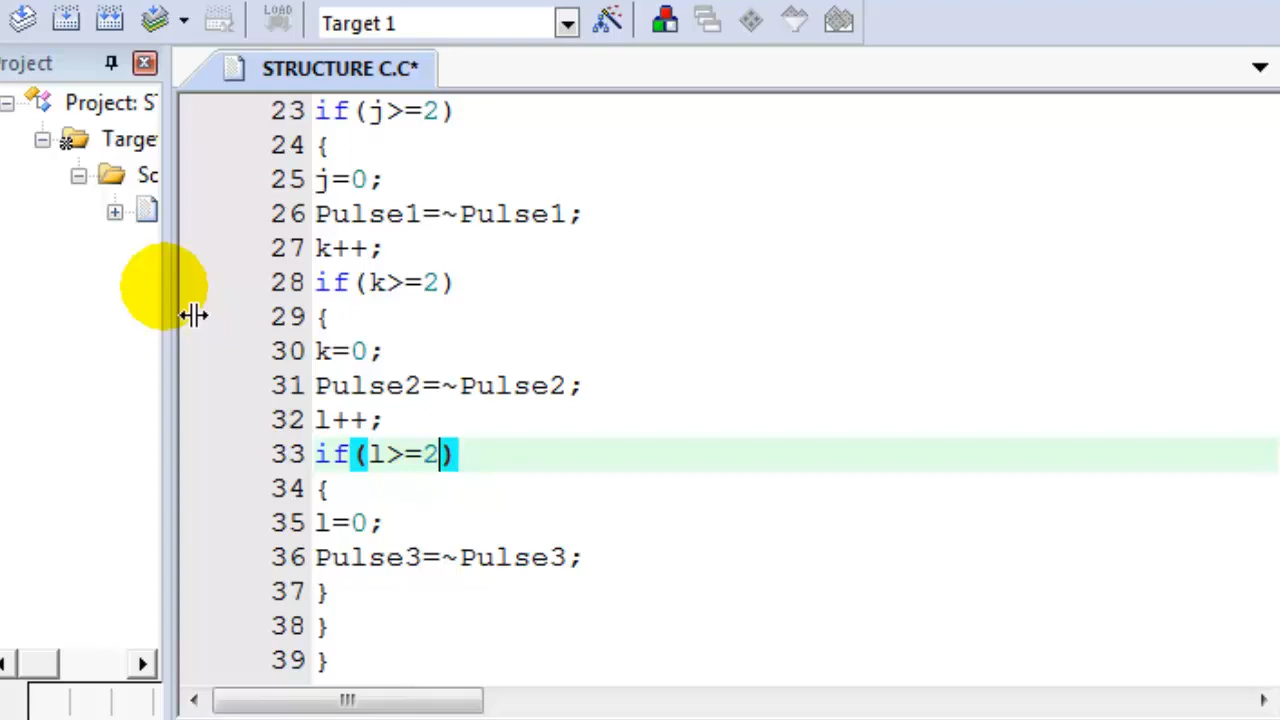 LOAD
Target 1
roject
STRUCTURE C.C*
Project: ST
Targe
Sc
23 if(j>=2)
24 {
25 j=0;
26 Pulse1=~Pulse1;
27 k++;
28 if(k>=2)
29 {
30 k=0;
31 Pulse2=~Pulse2;
32 l++;
33 if(l>=2)
34 {
35 l=0;
36 Pulse3=~Pulse3;
37 }
38 }
39 }